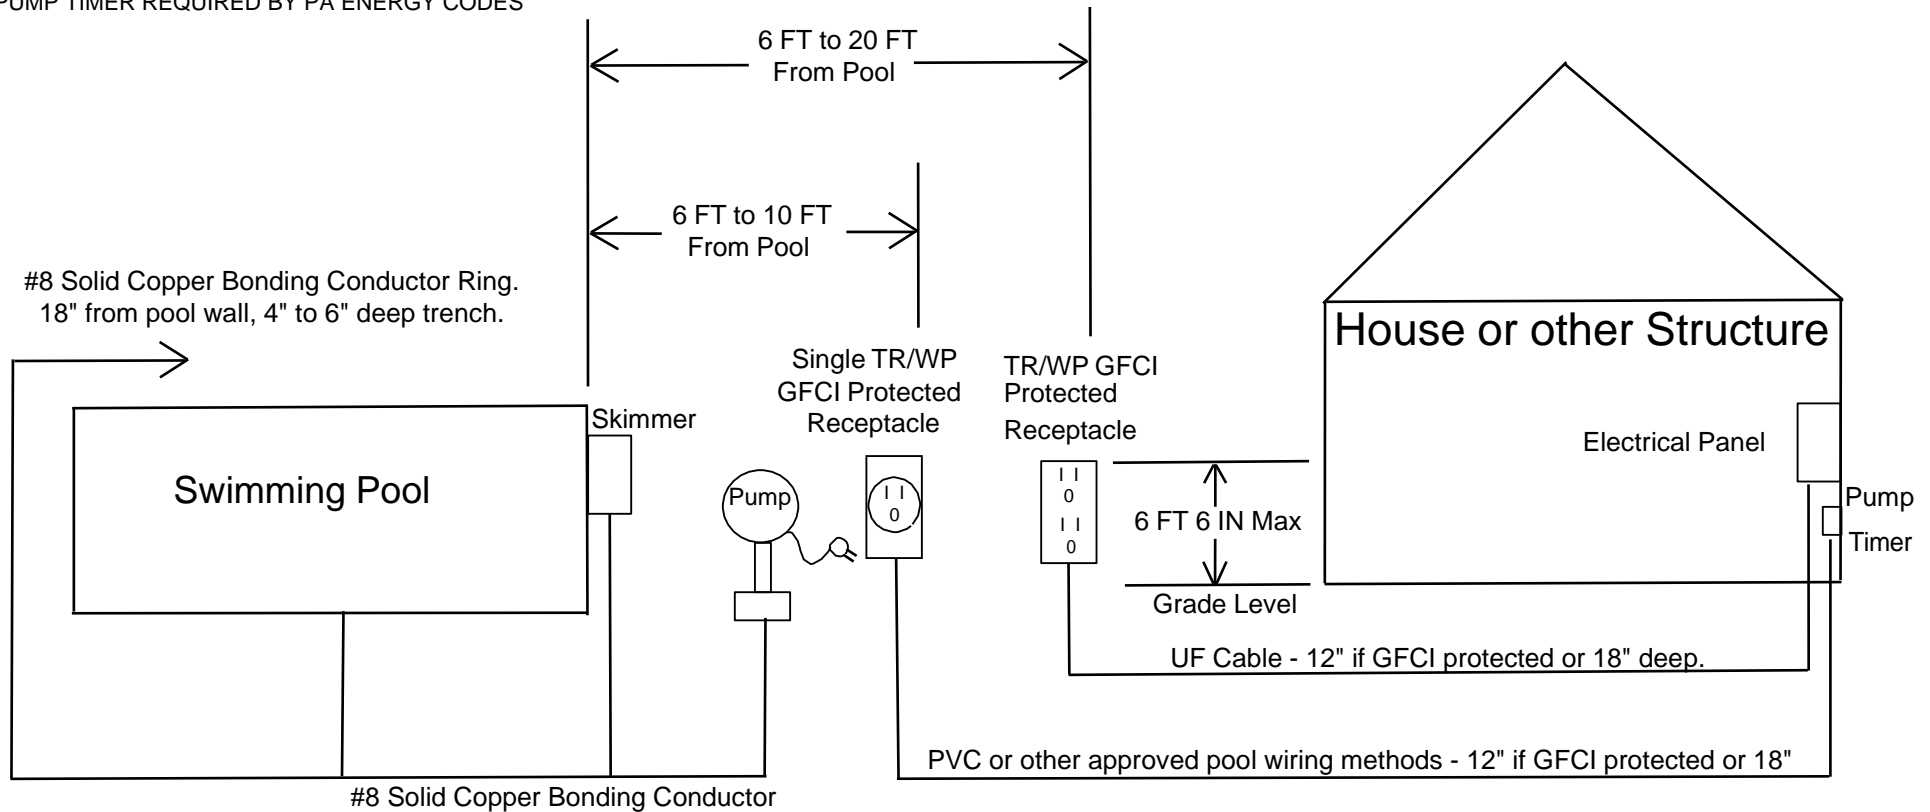 PUMP TIMER REQUIRED BY PA ENERGY CODES
6 FT to 20 FT
From Pool
6 FT to 10 FT
From Pool
#8 Solid Copper Bonding Conductor Ring.
18" from pool wall, 4" to 6" deep trench.
House or other Structure
Single TR/WP
GFCI Protected
Receptacle
TR/WP GFCI
Protected
Receptacle
Skimmer
Electrical Panel
Swimming Pool
Pump
Pump
Timer
6 FT 6 IN Max
Grade Level
UF Cable - 12" if GFCI protected or 18" deep.
PVC or other approved pool wiring methods - 12" if GFCI protected or 18"
#8 Solid Copper Bonding Conductor